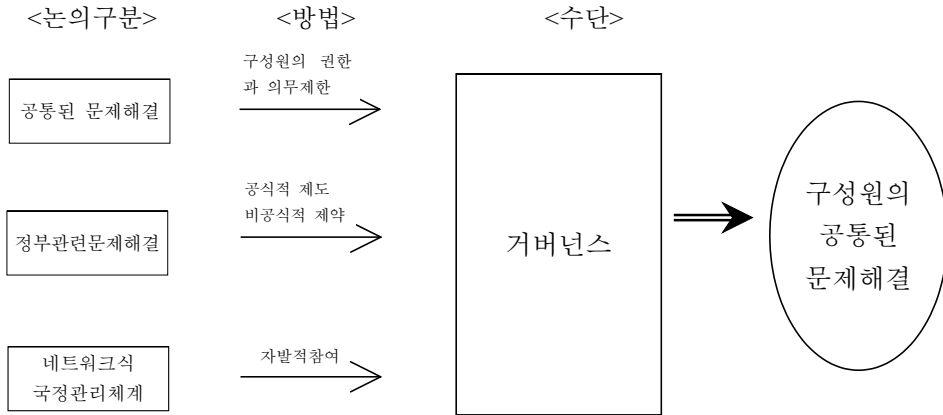 <논의구분> <방법> <수단>
공통된 문제해결
구성원의 권한
과 의무제한
정부관련문제해결
공식적 제도
비공식적 제약
네트워크식
국정관리체계
자발적참여
거버넌스
구성원의
공통된
문제해결